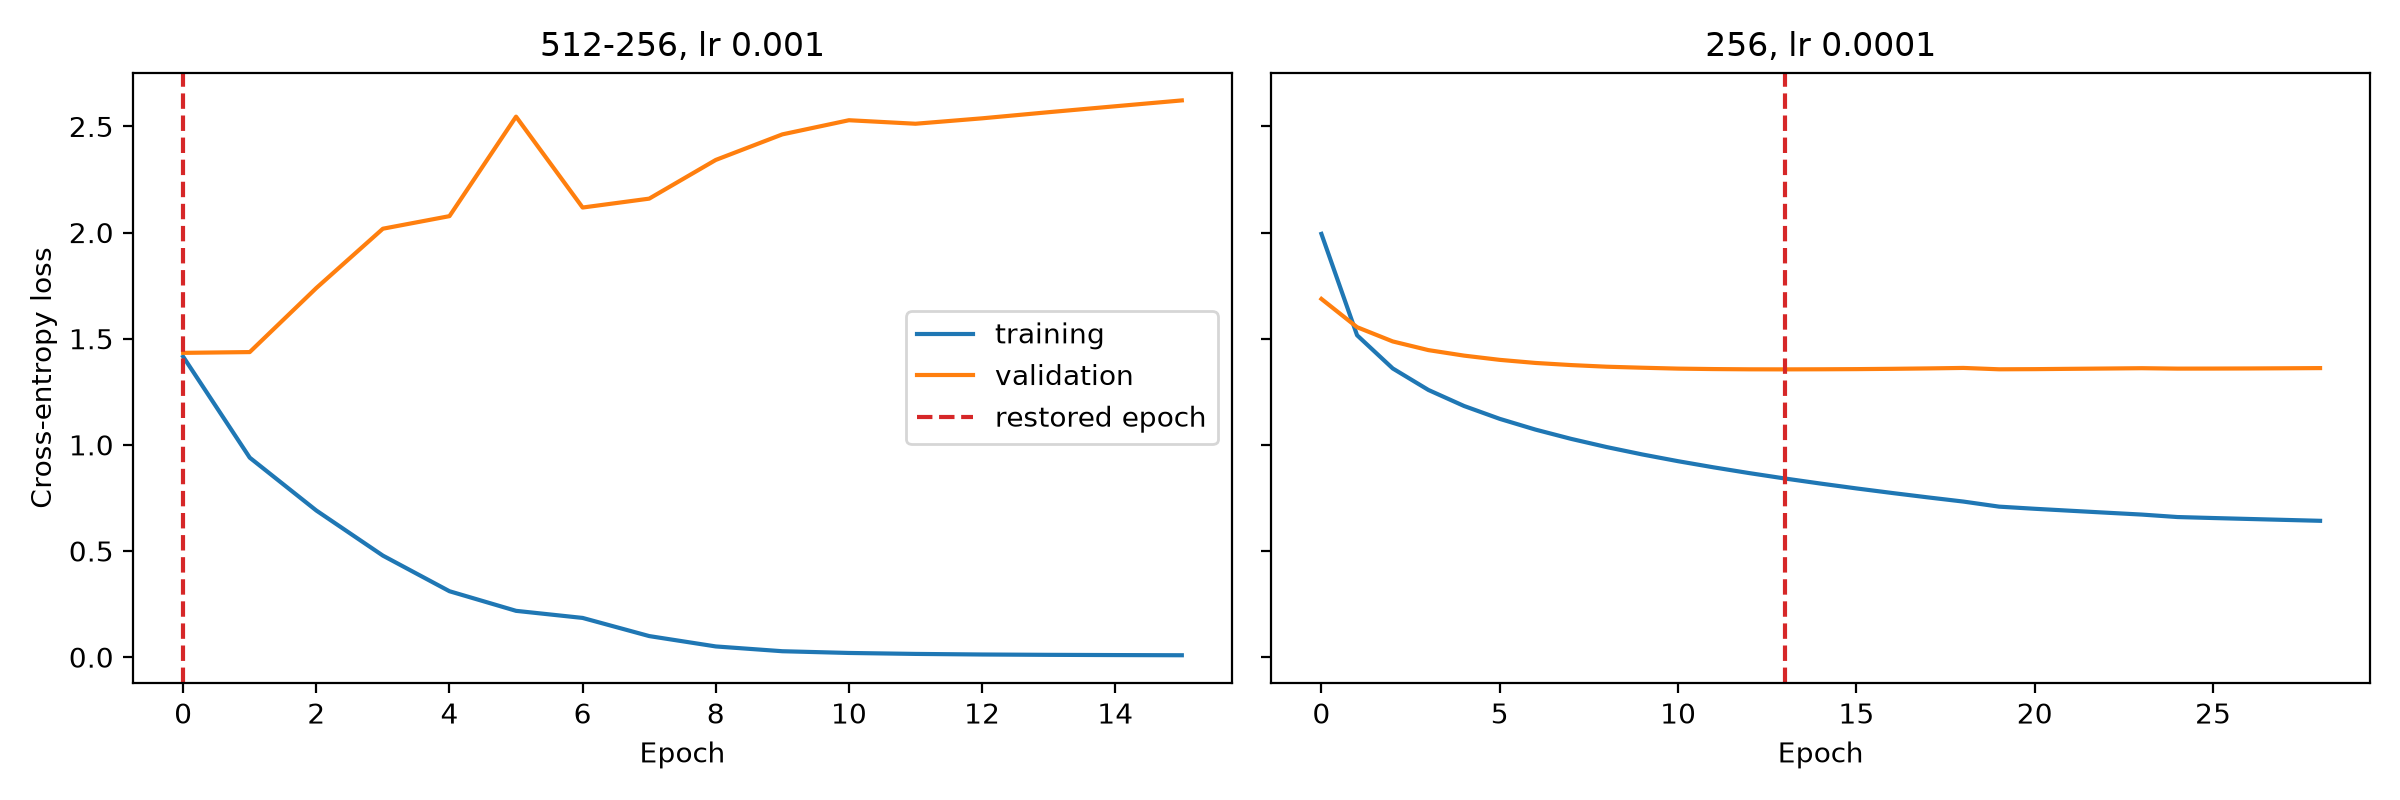 512-256, lr 0.001
Cross-entropy loss
2.5
2.0
1.5
1.0
0.5
0.0
training
validation
restored epoch
0 2 4 6 8 10 12 14
Epoch
256, lr 0.0001
0 5 10 15 20 25
Epoch